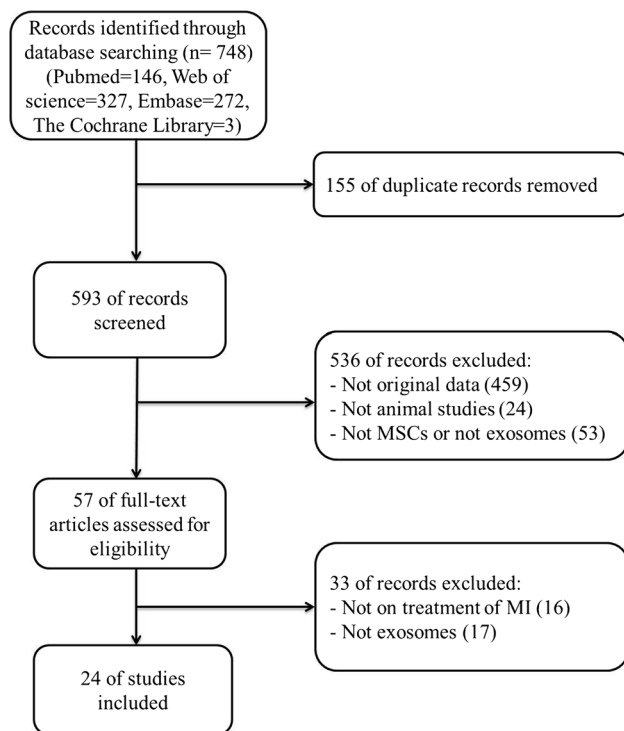 Records identified through
database searching (n= 748)
(Pubmed=146, Web of
science=327, Embase=272,
The Cochrane Library=3)
155 of duplicate records removed
593 of records
screened
536 of records excluded:
- Not original data (459)
- Not animal studies (24)
- Not MSCs or not exosomes (53)
57 of full-text
articles assessed for
eligibility
33 of records excluded:
- Not on treatment of MI (16)
- Not exosomes (17)
24 of studies
included